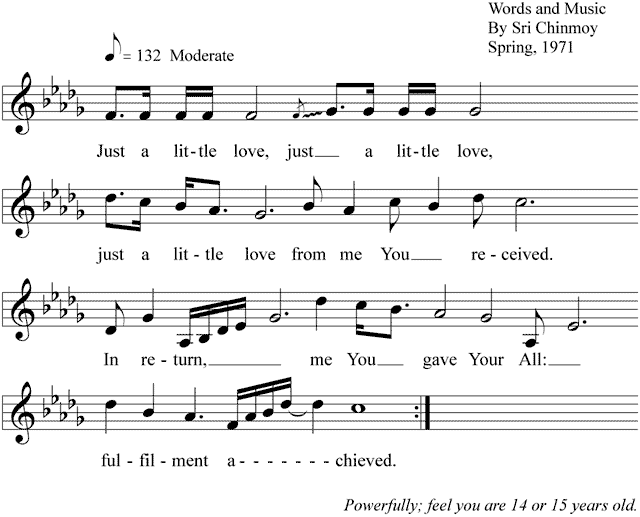 Words and Music
By Sri Chinmoy
Spring, 1971
= 132 Moderate
Just a lit-tle love, just a lit-tle love,
just a lit-tle love from me You re-ceived.
In re-turn, me You gave Your All:
ful-fil-ment a-------chieved.
Powerfully; feel you are 14 or 15 years old.